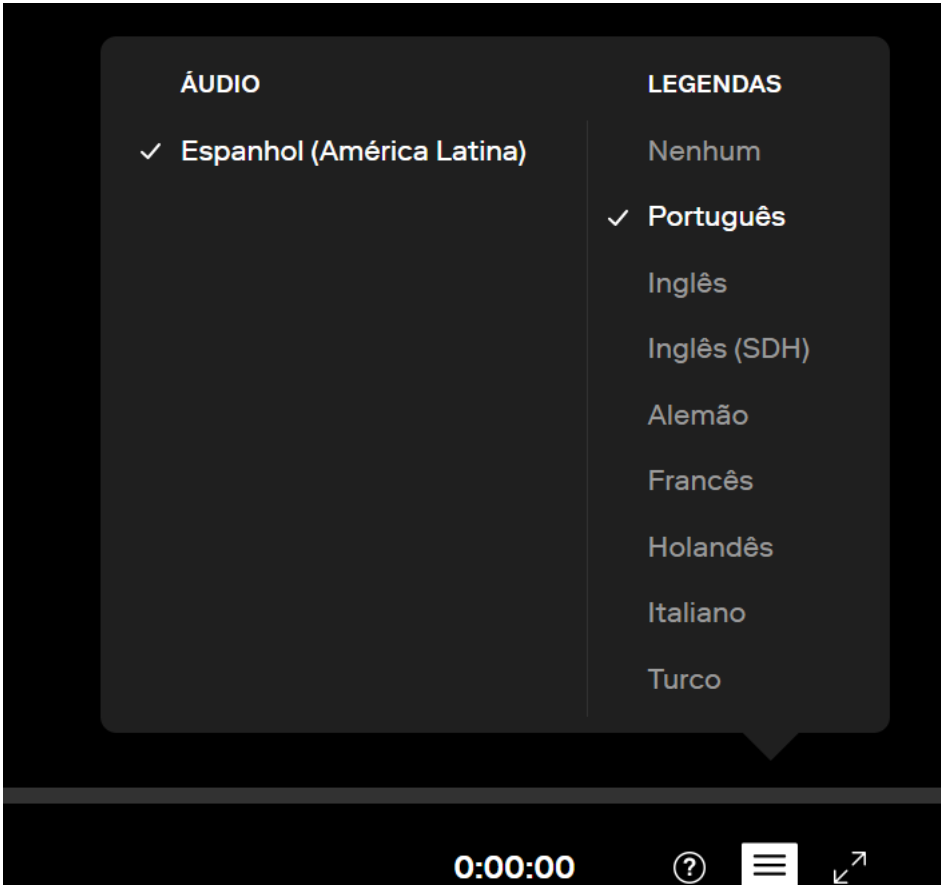 ÁUDIO
Espanhol (América Latina)
LEGENDAS
Nenhum
Português
Inglês
Inglês (SDH)
Alemão
Francês
Holandês
Italiano
Turco
0:00:00
?